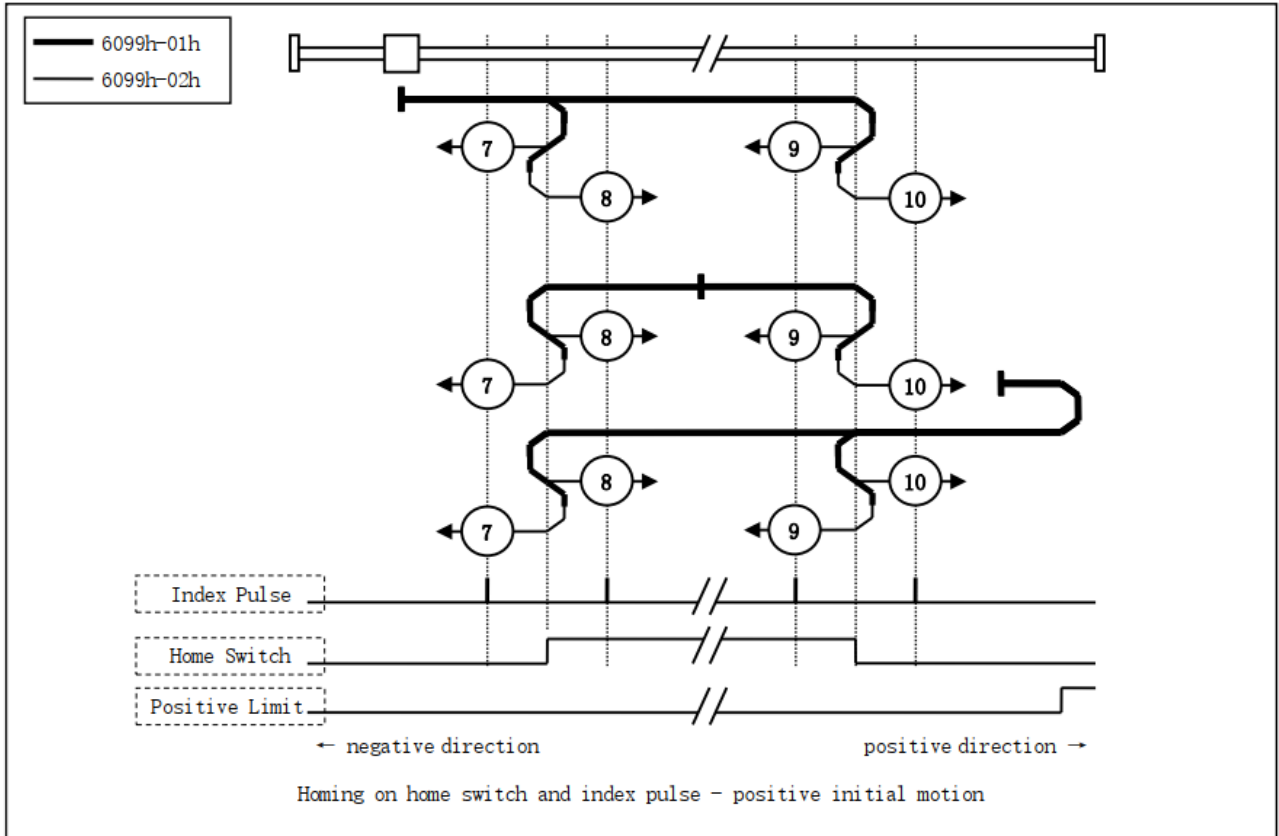 6099h-01h
6099h-02h
7
9
8
10
8
9
7
10
8
10
7
9
Index Pulse
Home Switch
Positive Limit
← negative direction
positive direction →
Homing on home switch and index pulse - positive initial motion